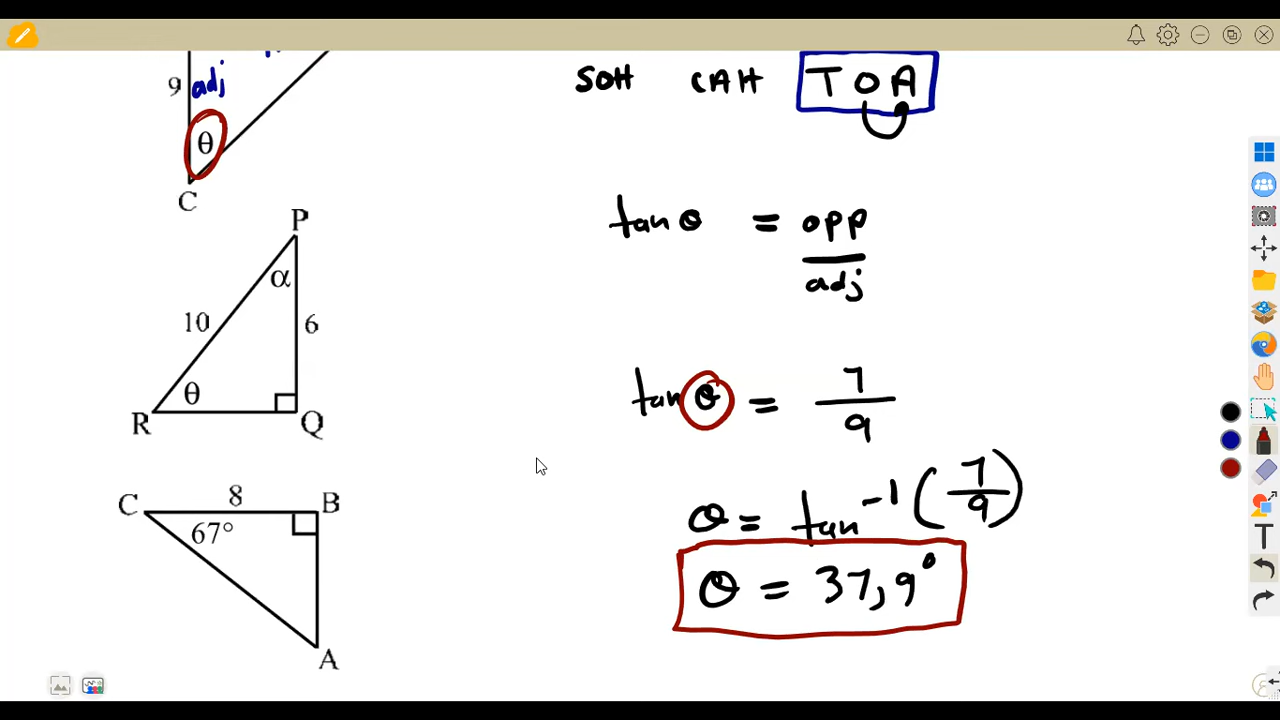 9 adj
θ
C
P
α
10
6
θ
R
Q
8
C
B
67°
A
SOH CAH TOA
tan θ = opp
adj
tan θ = 7
9
θ = tan⁻¹ (7/9)
θ = 37,9°
T